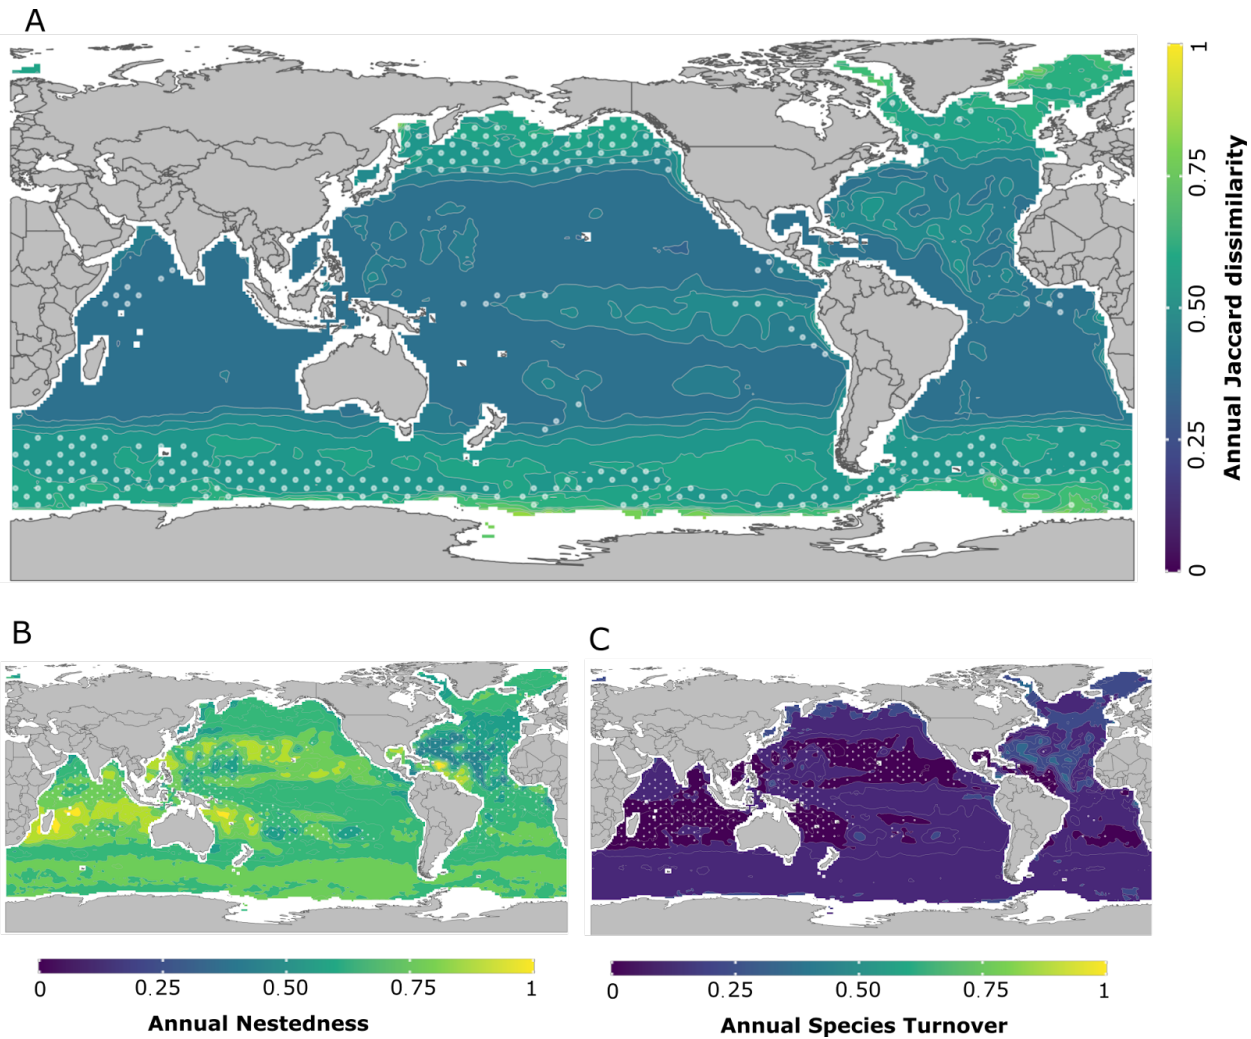 A
1
0.75
0.50
0.25
0
Annual Jaccard dissimilarity
B
C
0 0.25 0.50 0.75 1
Annual Nestedness
0 0.25 0.50 0.75 1
Annual Species Turnover